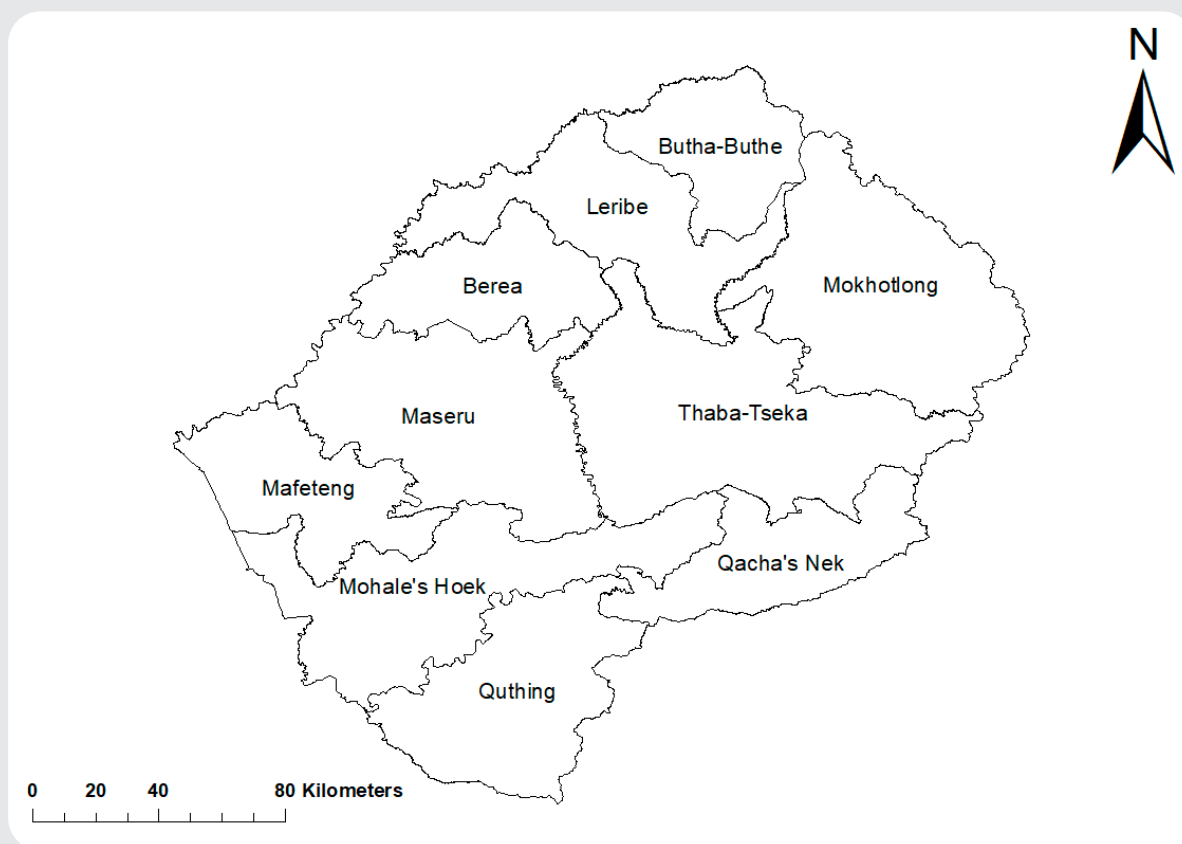 N
Butha-Buthe
Leribe
Berea
Mokhotlong
Maseru
Thaba-Tseka
Mafeteng
Qacha's Nek
Mohale's Hoek
Quthing
0 20 40 80 Kilometers